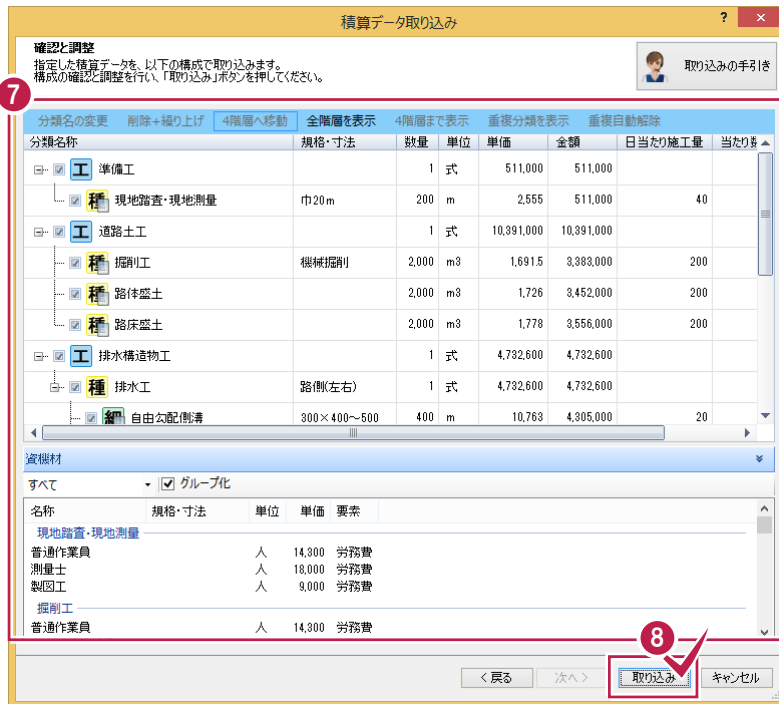 積算データ取り込み
? ×
確認と調整
指定した積算データを、以下の構成で取り込みます。
構成の確認と調整を行い、「取り込み」ボタンを押してください。
取り込みの手引き
7
分類名の変更 削除+繰り上げ 4階層へ移動 全階層を表示 4階層まで表示 重複分類を表示 重複自動解除
分類名称 規格・寸法 数量 単位 単価 金額 日当たり施工量 当たり
工 準備工 1 式 511,000 511,000
種 現地踏査・現地測量 巾20m 200 m 2,555 511,000 40
工 道路土工 1 式 10,391,000 10,391,000
種 掘削工 機械掘削 2,000 m3 1,691.5 3,383,000 200
種 路体盛土 2,000 m3 1,726 3,452,000 200
種 路床盛土 2,000 m3 1,778 3,556,000 200
工 排水構造物工 1 式 4,732,600 4,732,600
種 排水工 路側(左右) 1 式 4,732,600 4,732,600
細 自由勾配側溝 300×400～500 400 m 10,763 4,305,000 20
資機材
すべて グループ化
名称 規格・寸法 単位 単価 要素
現地踏査・現地測量
普通作業員 人 14,300 労務費
測量士 人 18,000 労務費
製図工 人 9,000 労務費
掘削工
普通作業員 人 14,300 労務費
8
< 戻る 次へ > 取り込み キャンセル